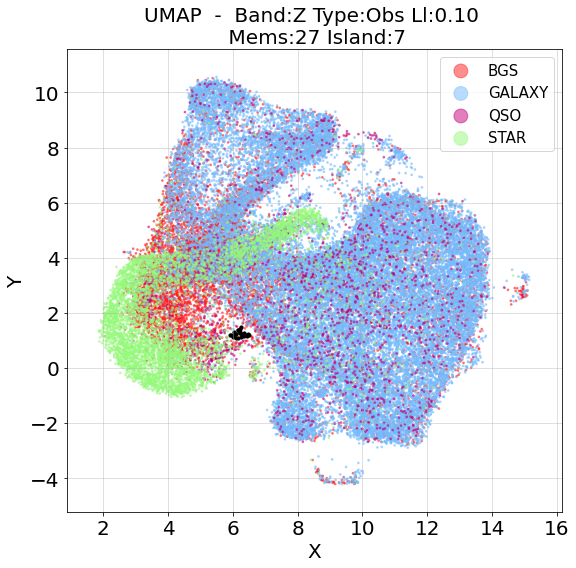 UMAP - Band:Z Type:Obs Ll:0.10
Mems:27 Island:7
BGS
GALAXY
QSO
STAR
10
8
6
4
2
0
−2
−4
Y
2 4 6 8 10 12 14 16
X